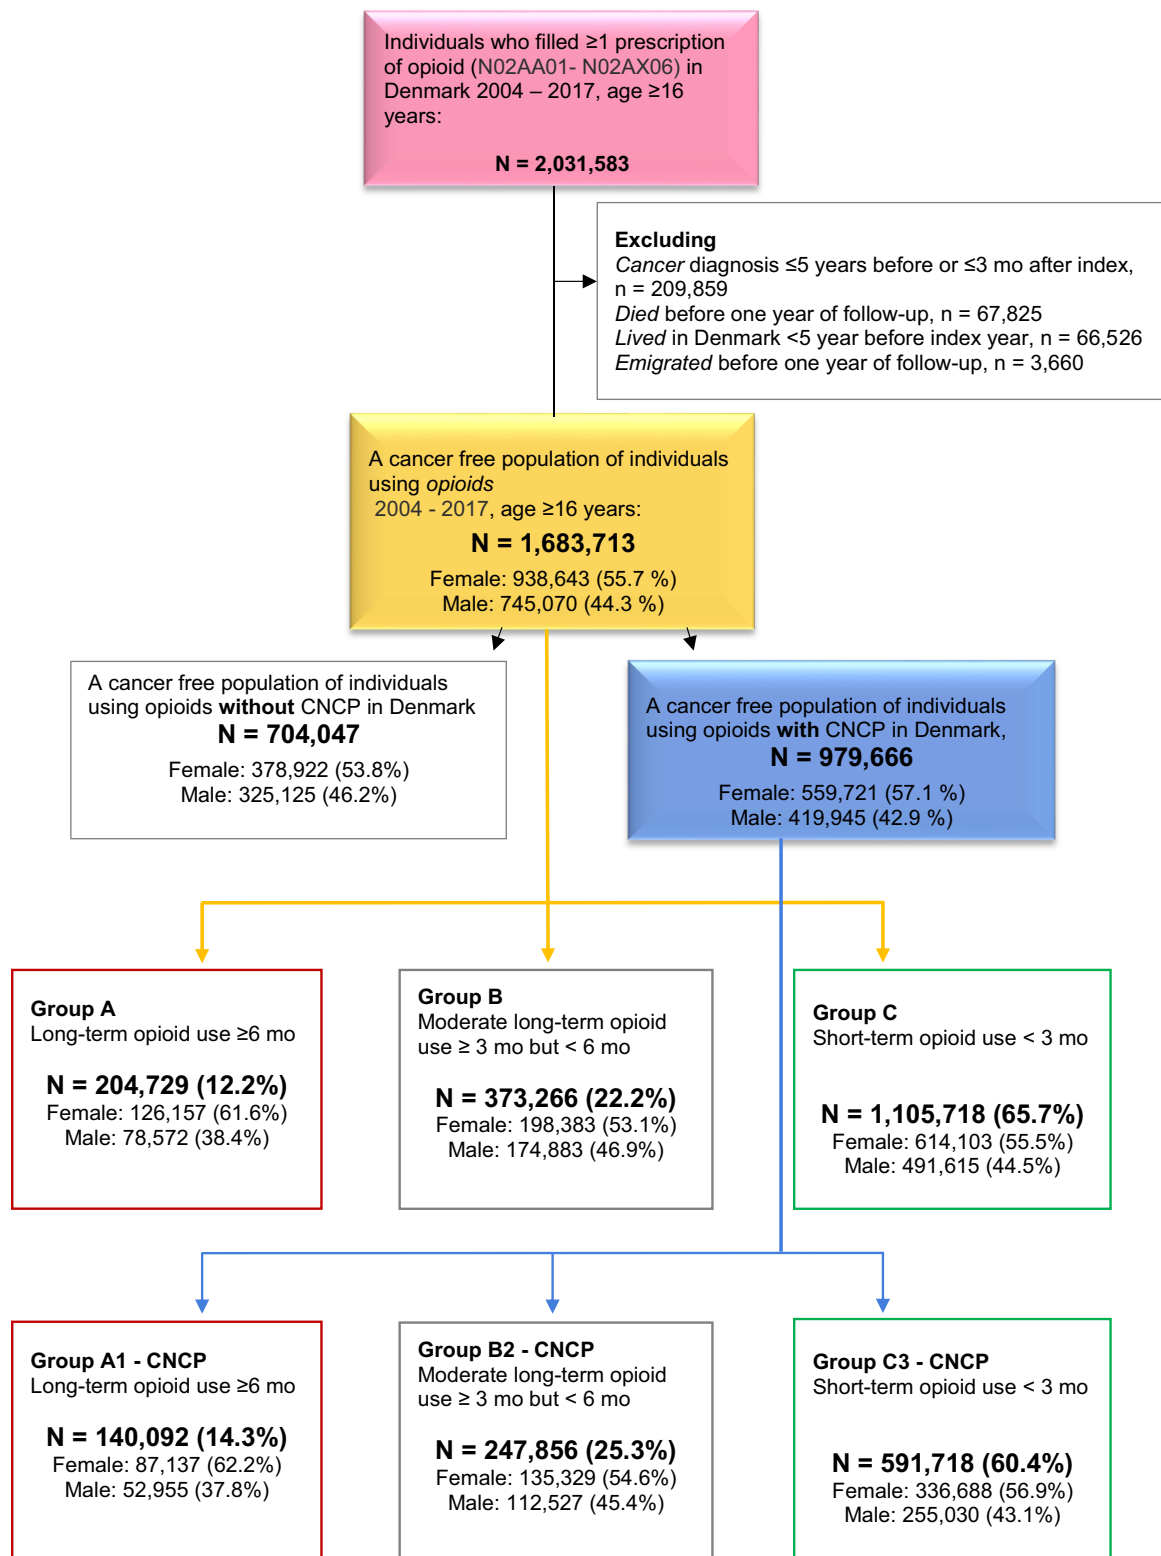 Individuals who filled ≥1 prescription
of opioid (N02AA01- N02AX06) in
Denmark 2004 – 2017, age ≥16
years:
N = 2,031,583
Excluding
Cancer diagnosis ≤5 years before or ≤3 mo after index,
n = 209,859
Died before one year of follow-up, n = 67,825
Lived in Denmark <5 year before index year, n = 66,526
Emigrated before one year of follow-up, n = 3,660
A cancer free population of individuals
using opioids
2004 - 2017, age ≥16 years:
N = 1,683,713
Female: 938,643 (55.7 %)
Male: 745,070 (44.3 %)
A cancer free population of individuals
using opioids without CNCP in Denmark
N = 704,047
Female: 378,922 (53.8%)
Male: 325,125 (46.2%)
A cancer free population of individuals
using opioids with CNCP in Denmark,
N = 979,666
Female: 559,721 (57.1 %)
Male: 419,945 (42.9 %)
Group A
Long-term opioid use ≥6 mo
N = 204,729 (12.2%)
Female: 126,157 (61.6%)
Male: 78,572 (38.4%)
Group B
Moderate long-term opioid
use ≥ 3 mo but < 6 mo
N = 373,266 (22.2%)
Female: 198,383 (53.1%)
Male: 174,883 (46.9%)
Group C
Short-term opioid use < 3 mo
N = 1,105,718 (65.7%)
Female: 614,103 (55.5%)
Male: 491,615 (44.5%)
Group A1 - CNCP
Long-term opioid use ≥6 mo
N = 140,092 (14.3%)
Female: 87,137 (62.2%)
Male: 52,955 (37.8%)
Group B2 - CNCP
Moderate long-term opioid
use ≥ 3 mo but < 6 mo
N = 247,856 (25.3%)
Female: 135,329 (54.6%)
Male: 112,527 (45.4%)
Group C3 - CNCP
Short-term opioid use < 3 mo
N = 591,718 (60.4%)
Female: 336,688 (56.9%)
Male: 255,030 (43.1%)